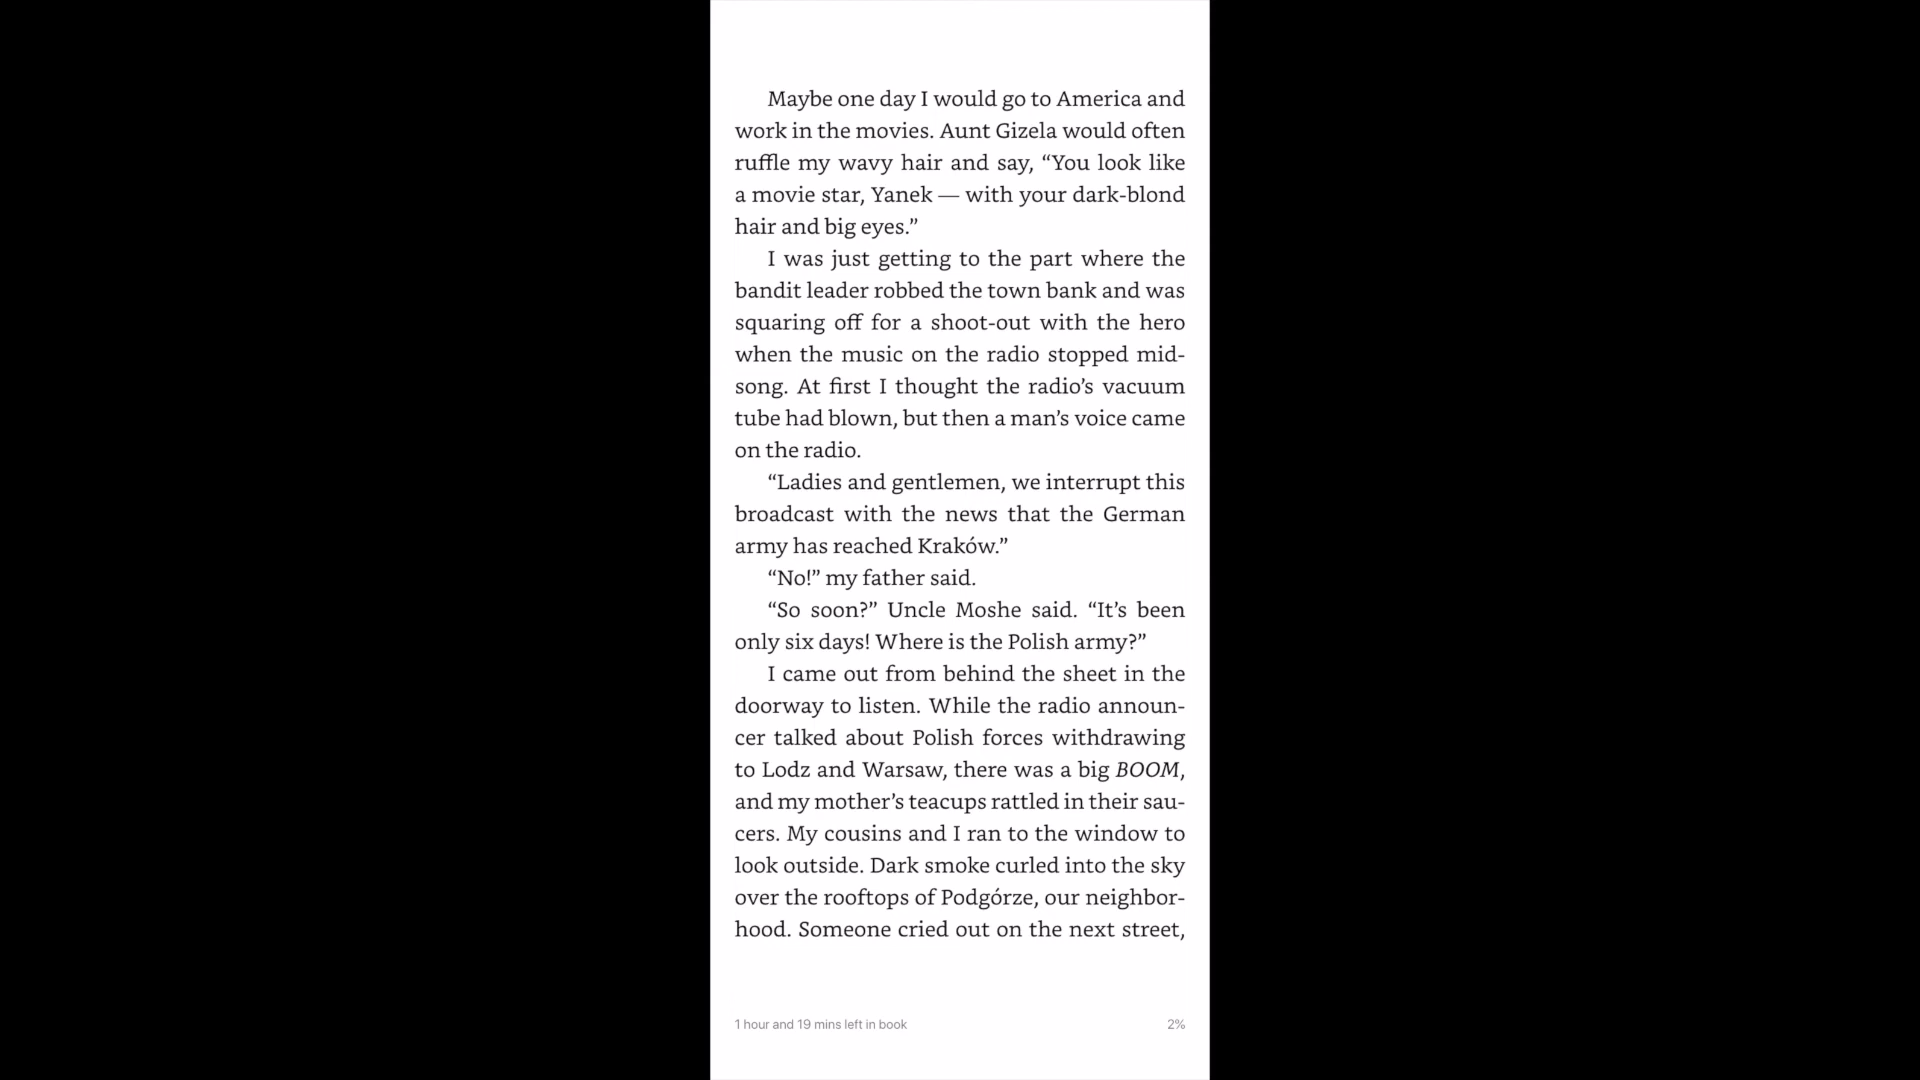 Maybe one day I would go to America and
work in the movies. Aunt Gizela would often
ruffle my wavy hair and say, “You look like
a movie star, Yanek — with your dark-blond
hair and big eyes.”
I was just getting to the part where the
bandit leader robbed the town bank and was
squaring off for a shoot-out with the hero
when the music on the radio stopped mid-
song. At first I thought the radio’s vacuum
tube had blown, but then a man’s voice came
on the radio.
“Ladies and gentlemen, we interrupt this
broadcast with the news that the German
army has reached Kraków.”
“No!” my father said.
“So soon?” Uncle Moshe said. “It’s been
only six days! Where is the Polish army?”
I came out from behind the sheet in the
doorway to listen. While the radio announ-
cer talked about Polish forces withdrawing
to Lodz and Warsaw, there was a big BOOM,
and my mother’s teacups rattled in their sau-
cers. My cousins and I ran to the window to
look outside. Dark smoke curled into the sky
over the rooftops of Podgórze, our neighbor-
hood. Someone cried out on the next street,
1 hour and 19 mins left in book
2%